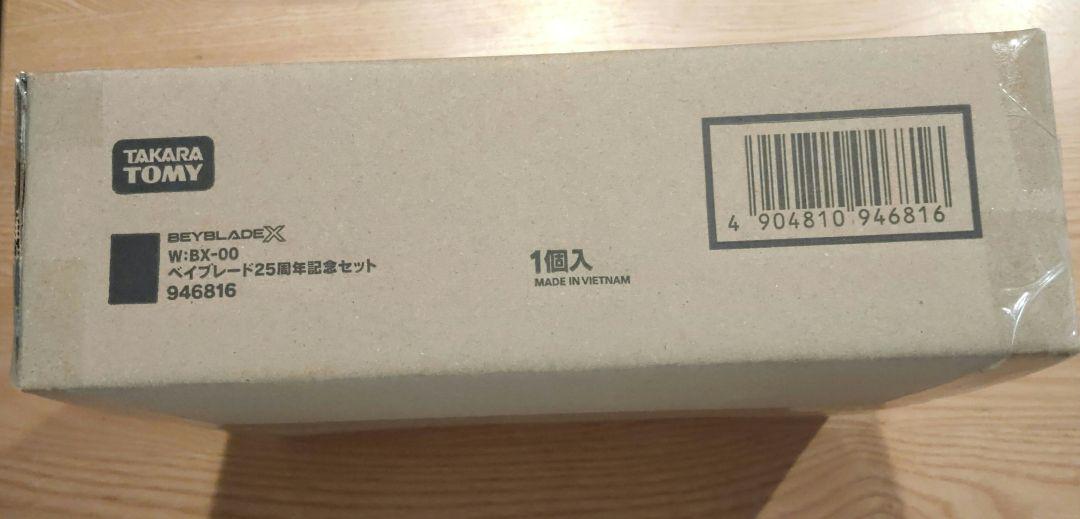 TAKARA
TOMY
BEYBLADE X
W:BX-00
ベイブレード25周年記念セット
946816
1個入
MADE IN VIETNAM
4 904810 946816